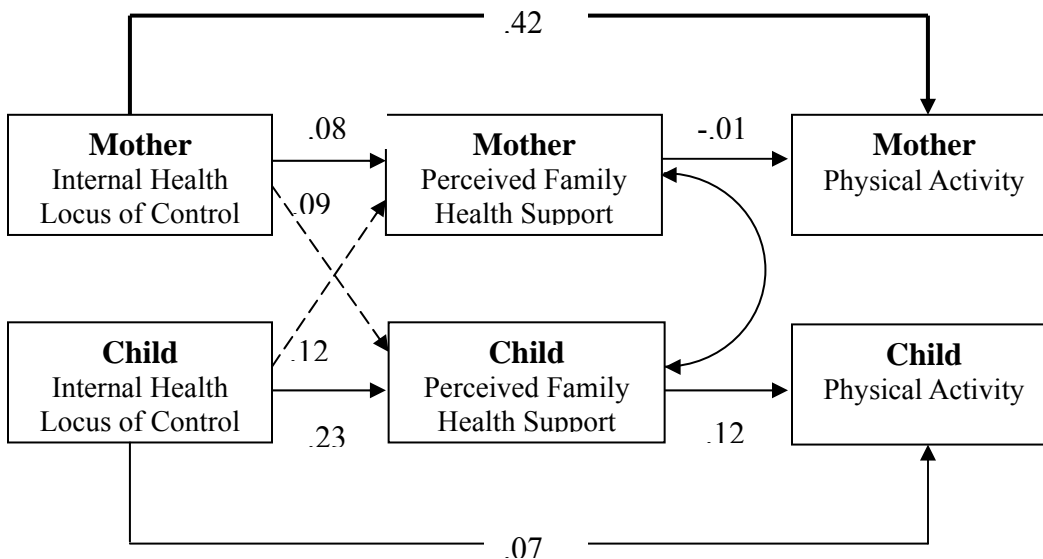 .42
.08
-.01
Mother
Internal Health
Locus of Control
Mother
Perceived Family
Health Support
Mother
Physical Activity
.09
Child
Internal Health
Locus of Control
.12
.23
Child
Perceived Family
Health Support
.12
Child
Physical Activity
.07